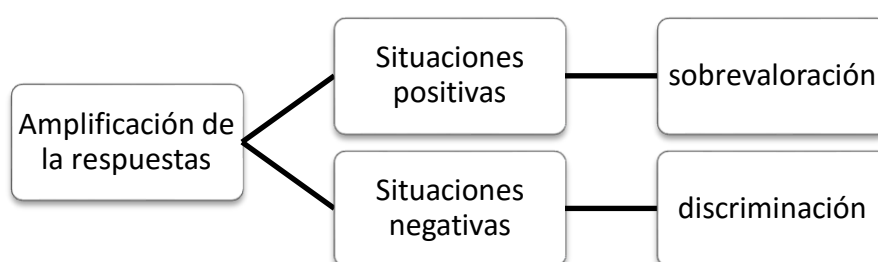 Amplificación de
la respuestas
Situaciones
positivas
sobrevaloración
Situaciones
negativas
discriminación